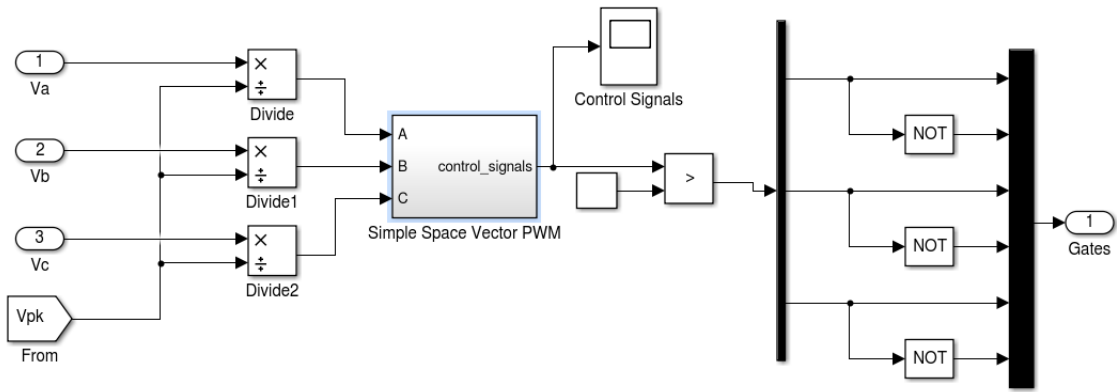 1
Va
2
Vb
3
Vc
Vpk
From
×
÷
Divide
×
÷
Divide1
×
÷
Divide2
A
B
C
control_signals
Simple Space Vector PWM
Control Signals
>
NOT
NOT
NOT
1
Gates